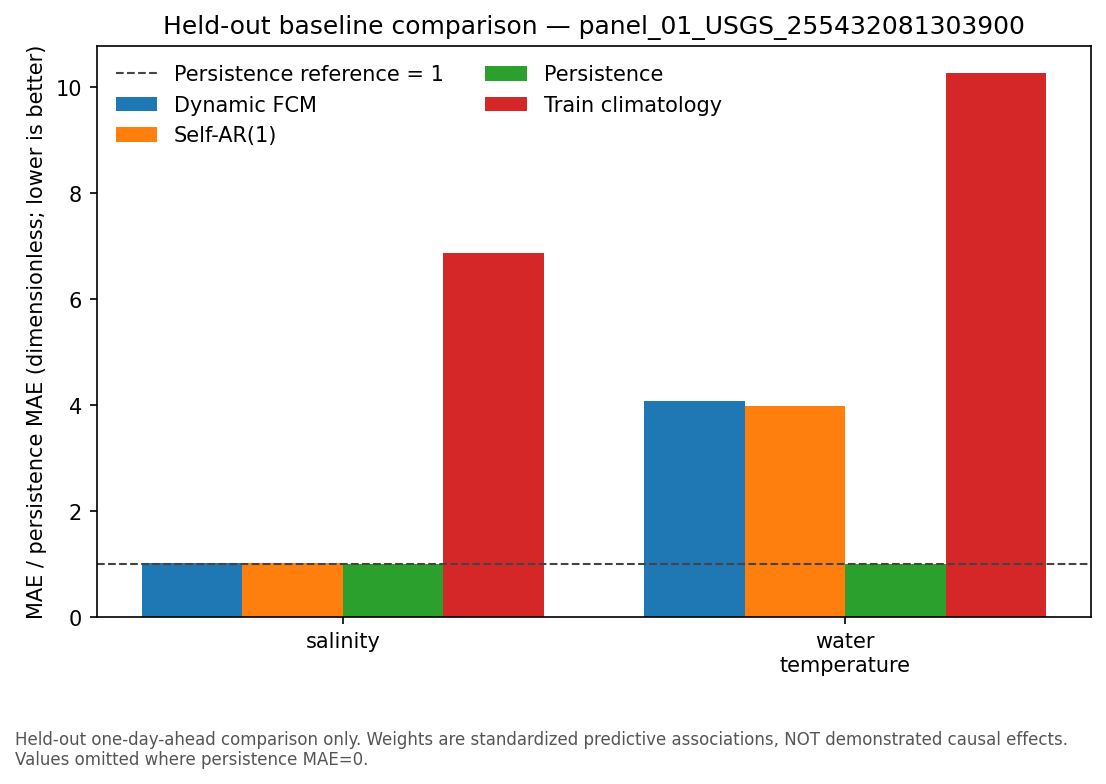 Held-out baseline comparison — panel_01_USGS_255432081303900
MAE / persistence MAE (dimensionless; lower is better)
10
8
6
4
2
0
Persistence reference = 1
Dynamic FCM
Self-AR(1)
Persistence
Train climatology
salinity
water
temperature
Held-out one-day-ahead comparison only. Weights are standardized predictive associations, NOT demonstrated causal effects.
Values omitted where persistence MAE=0.